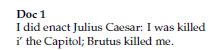 Doc 1
I did enact Julius Caesar: I was killed
i’ the Capitol; Brutus killed me.